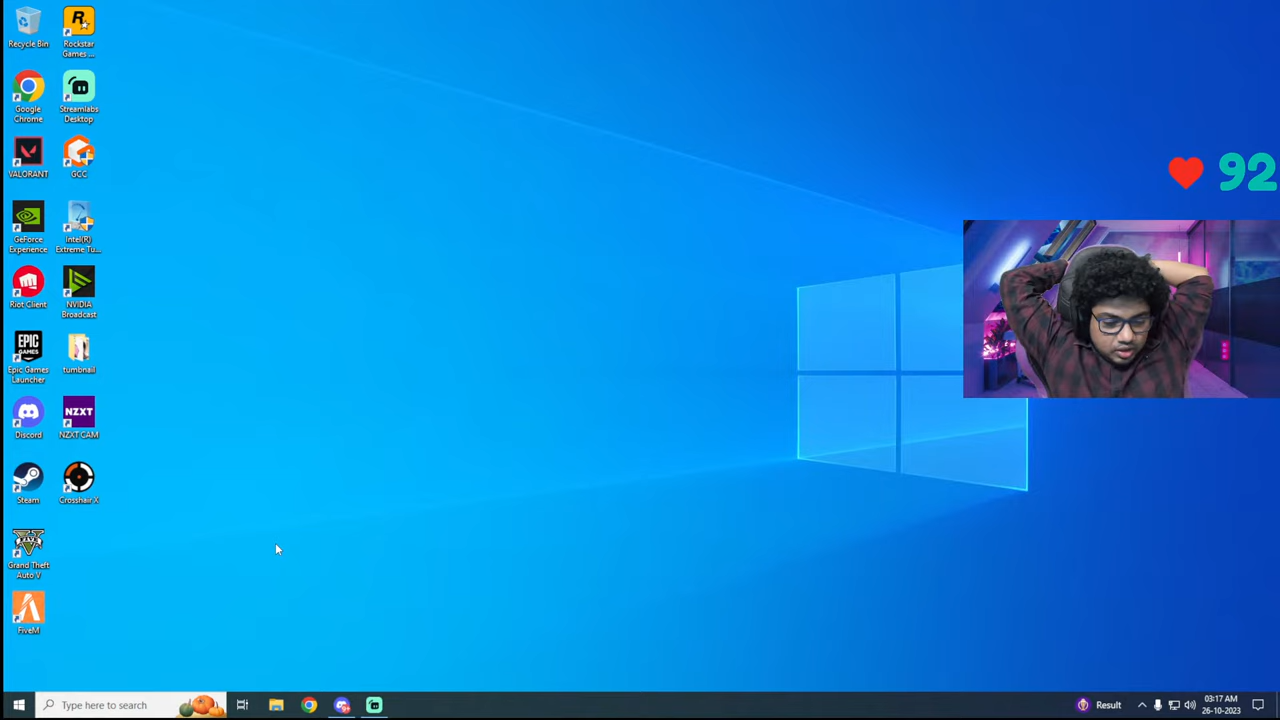 Recycle Bin
Rockstar
Games ...
Google
Chrome
Streamlabs
Desktop
VALORANT
GCC
GeForce
Experience
Intel(R)
Extreme Tu...
Riot Client
NVIDIA
Broadcast
EPIC
GAMES
Epic Games
Launcher
tumbnail
Discord
NZXT
NZXT CAM
Steam
Crosshair X
Grand Theft
Auto V
FiveM
92
Type here to search
Result
03:17 AM
26-10-2023